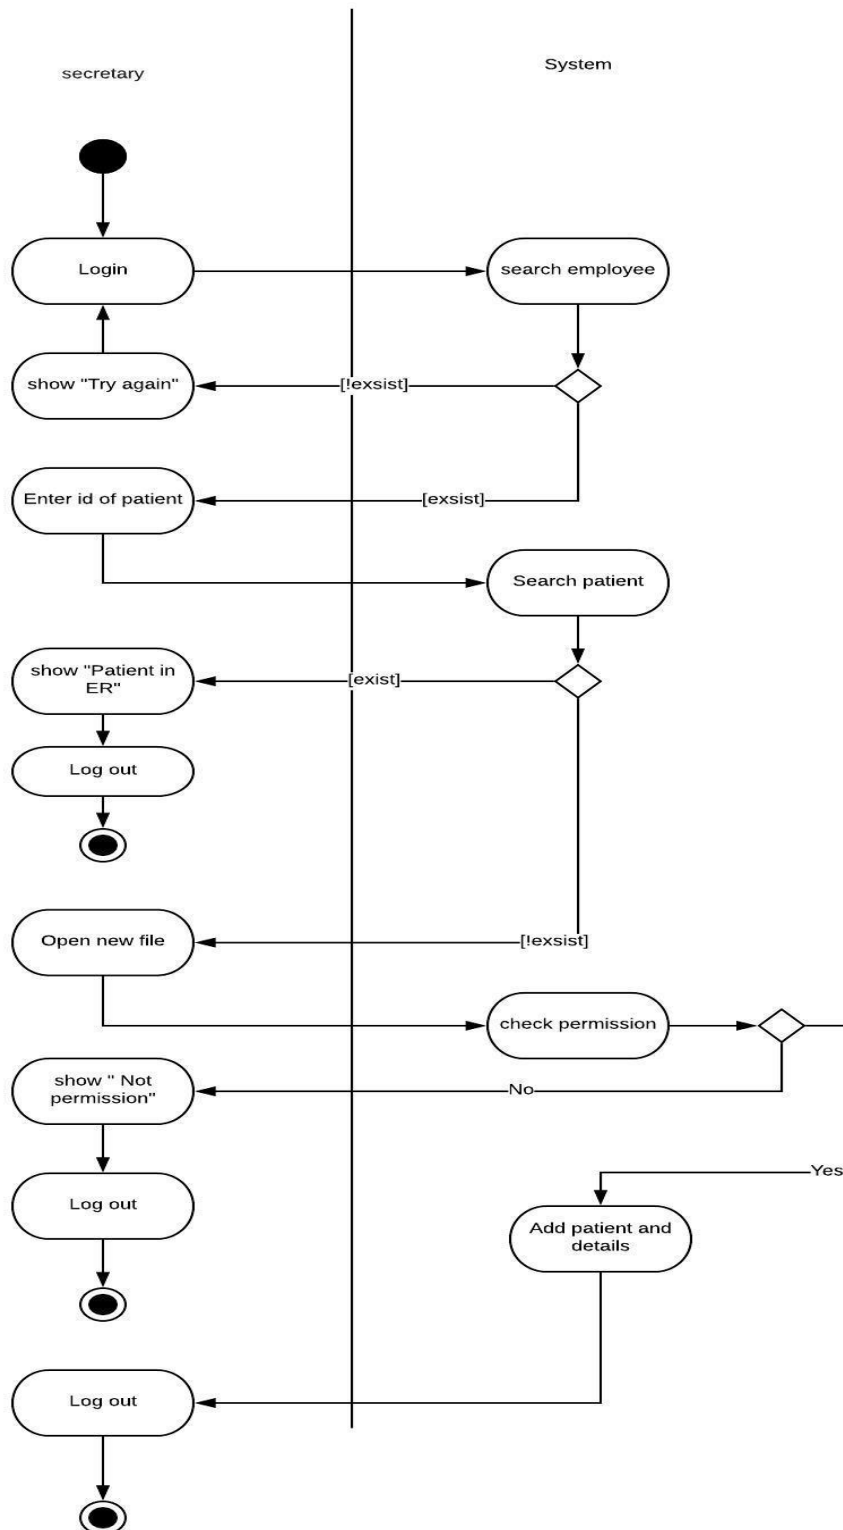 secretary
System
Login
search employee
show "Try again"
[!exsist]
Enter id of patient
[exsist]
Search patient
show "Patient in
ER"
[exist]
Log out
Open new file
[!exsist]
check permission
show " Not
permission"
No
Yes
Log out
Add patient and
details
Log out